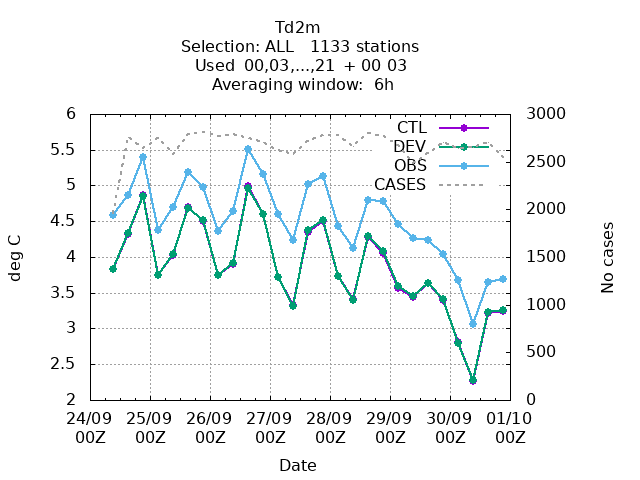 Td2m
Selection: ALL   1133 stations
Used  00,03,...,21  + 00 03
Averaging window:  6h
CTL
DEV
OBS
CASES
6
5.5
5
4.5
4
3.5
3
2.5
2
3000
2500
2000
1500
1000
500
0
deg C
No cases
24/09 25/09 26/09 27/09 28/09 29/09 30/09 01/10
00Z 00Z 00Z 00Z 00Z 00Z 00Z 00Z
Date